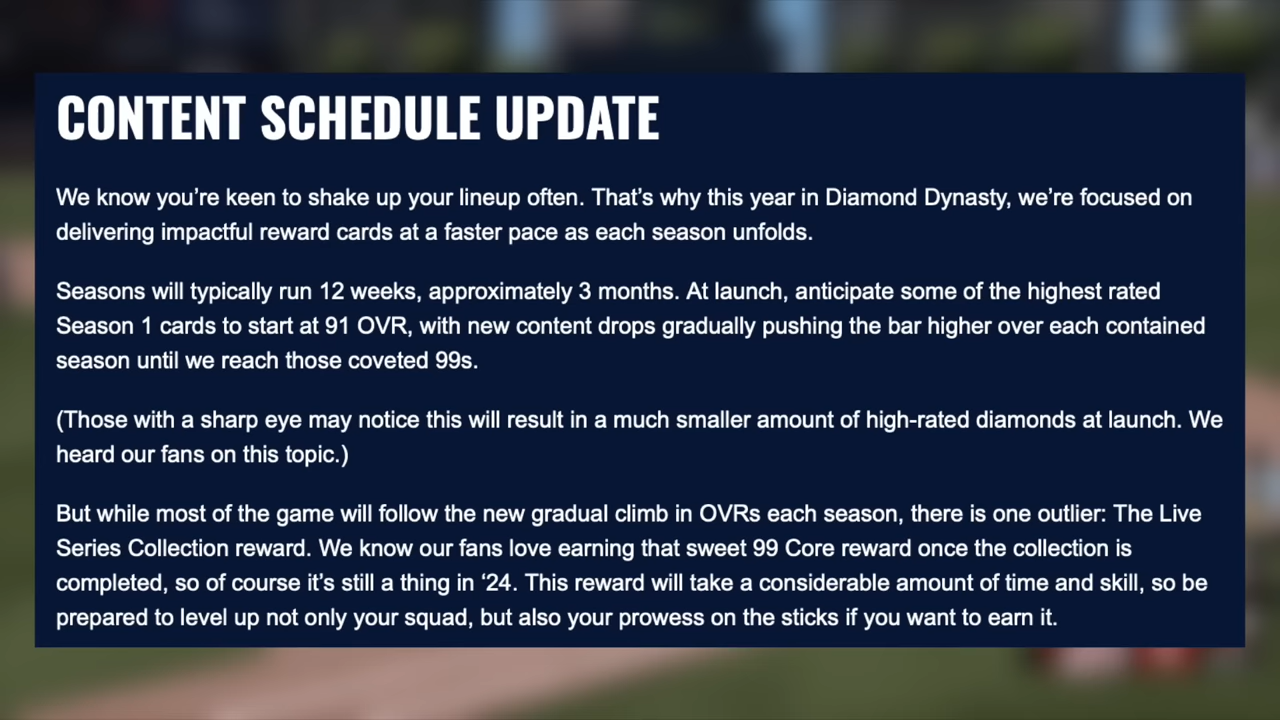 CONTENT SCHEDULE UPDATE
We know you’re keen to shake up your lineup often. That’s why this year in Diamond Dynasty, we’re focused on
delivering impactful reward cards at a faster pace as each season unfolds.
Seasons will typically run 12 weeks, approximately 3 months. At launch, anticipate some of the highest rated
Season 1 cards to start at 91 OVR, with new content drops gradually pushing the bar higher over each contained
season until we reach those coveted 99s.
(Those with a sharp eye may notice this will result in a much smaller amount of high-rated diamonds at launch. We
heard our fans on this topic.)
But while most of the game will follow the new gradual climb in OVRs each season, there is one outlier: The Live
Series Collection reward. We know our fans love earning that sweet 99 Core reward once the collection is
completed, so of course it’s still a thing in ‘24. This reward will take a considerable amount of time and skill, so be
prepared to level up not only your squad, but also your prowess on the sticks if you want to earn it.